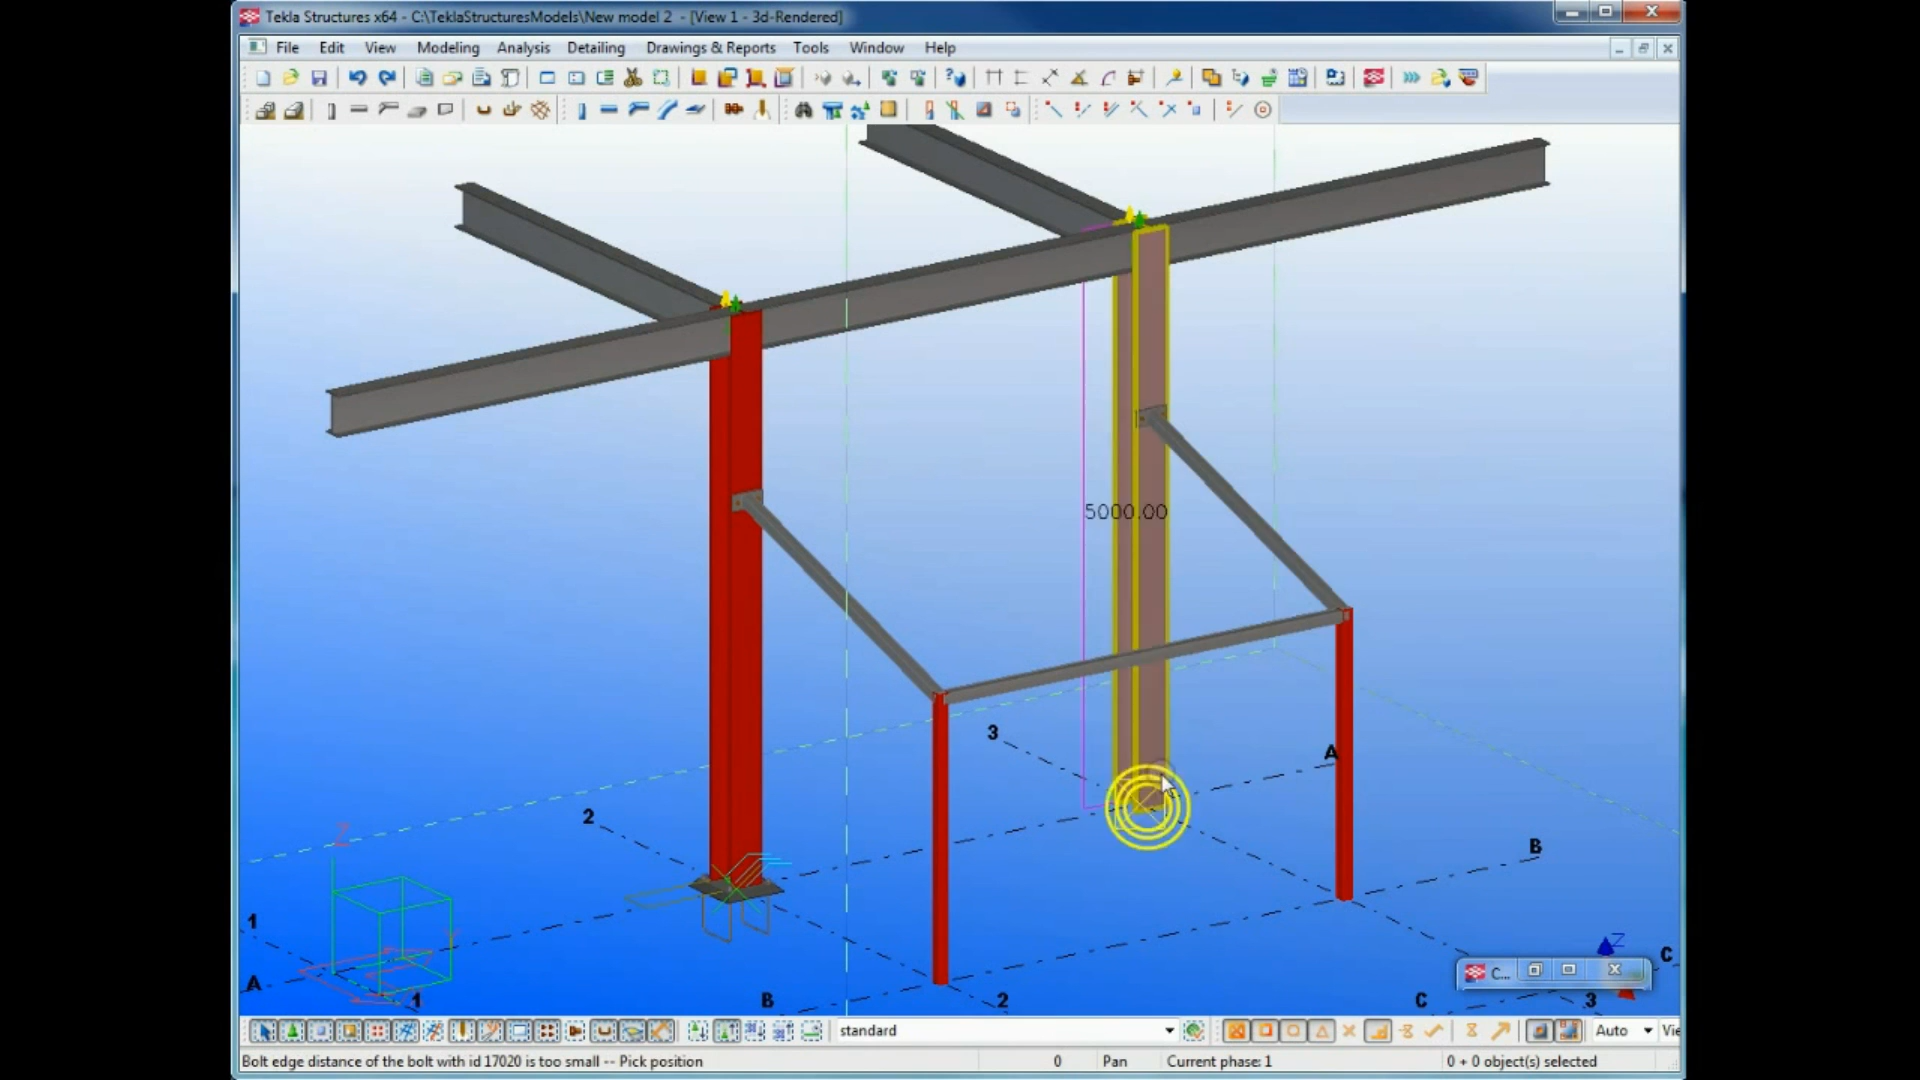 Tekla Structures x64 - C:\TeklaStructuresModels\New model 2 - [View 1 - 3d-Rendered]
File Edit View Modeling Analysis Detailing Drawings & Reports Tools Window Help
5000.00
3
A
2
B
Z
1
Z
C
C...
A
1
B
2
C
3
standard
Auto
Vie
Bolt edge distance of the bolt with id 17020 is too small -- Pick position 0 Pan Current phase: 1 0 + 0 object(s) selected